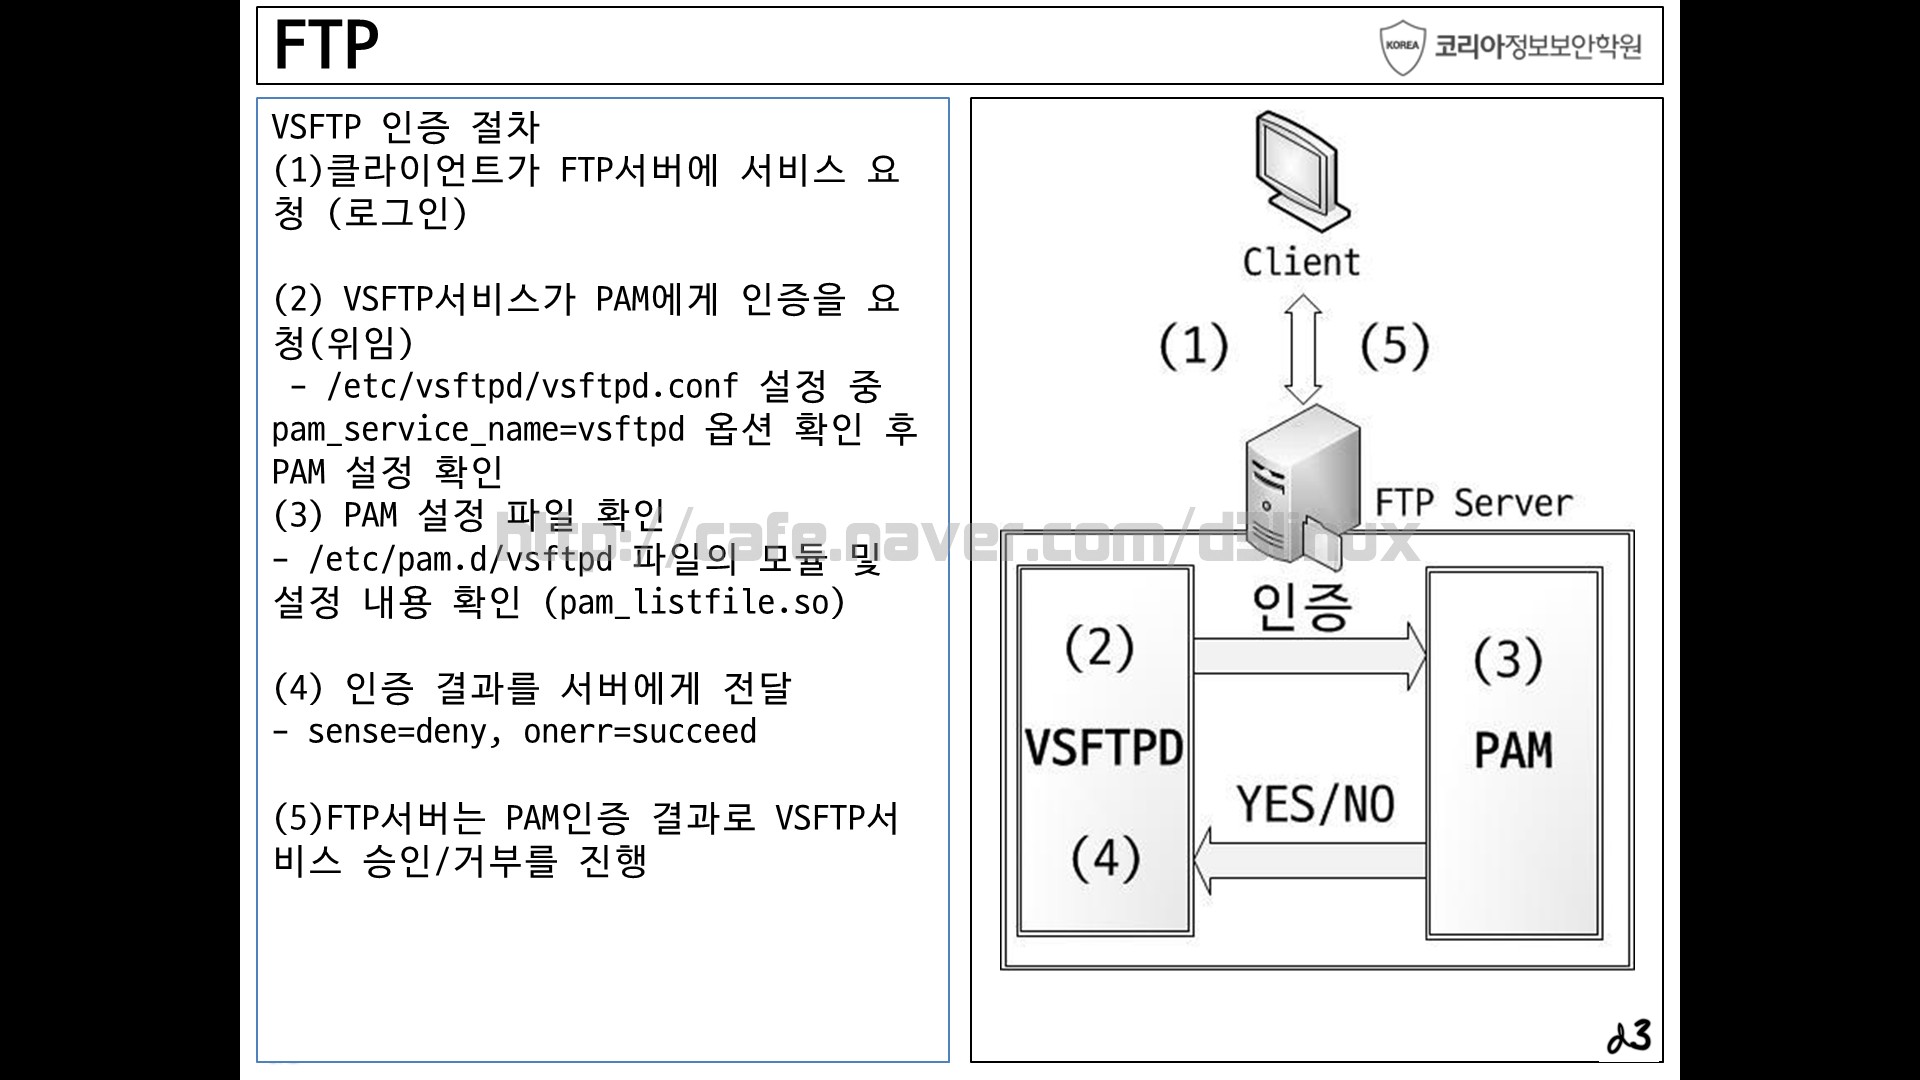 FTP
KOREA 코리아정보보안학원
VSFTP 인증 절차
(1)클라이언트가 FTP서버에 서비스 요
청 (로그인)
(2) VSFTP서비스가 PAM에게 인증을 요
청(위임)
- /etc/vsftpd/vsftpd.conf 설정 중
pam_service_name=vsftpd 옵션 확인 후
PAM 설정 확인
(3) PAM 설정 파일 확인
- /etc/pam.d/vsftpd 파일의 모듈 및
설정 내용 확인 (pam_listfile.so)
(4) 인증 결과를 서버에게 전달
- sense=deny, onerr=succeed
(5)FTP서버는 PAM인증 결과로 VSFTP서
비스 승인/거부를 진행
http://cafe.naver.com/d3linux
Client
(1) (5)
FTP Server
인증
(2) (3)
VSFTPD PAM
YES/NO
(4)
d3